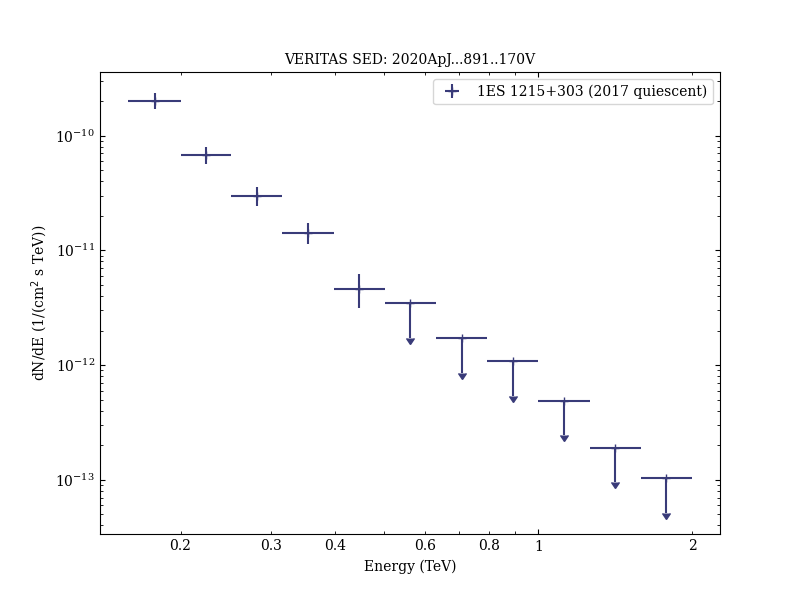 VERITAS SED: 2020ApJ...891..170V
1ES 1215+303 (2017 quiescent)
dN/dE (1/(cm² s TeV))
10⁻¹⁰
10⁻¹¹
10⁻¹²
10⁻¹³
0.2 0.3 0.4 0.6 0.8 1 2
Energy (TeV)